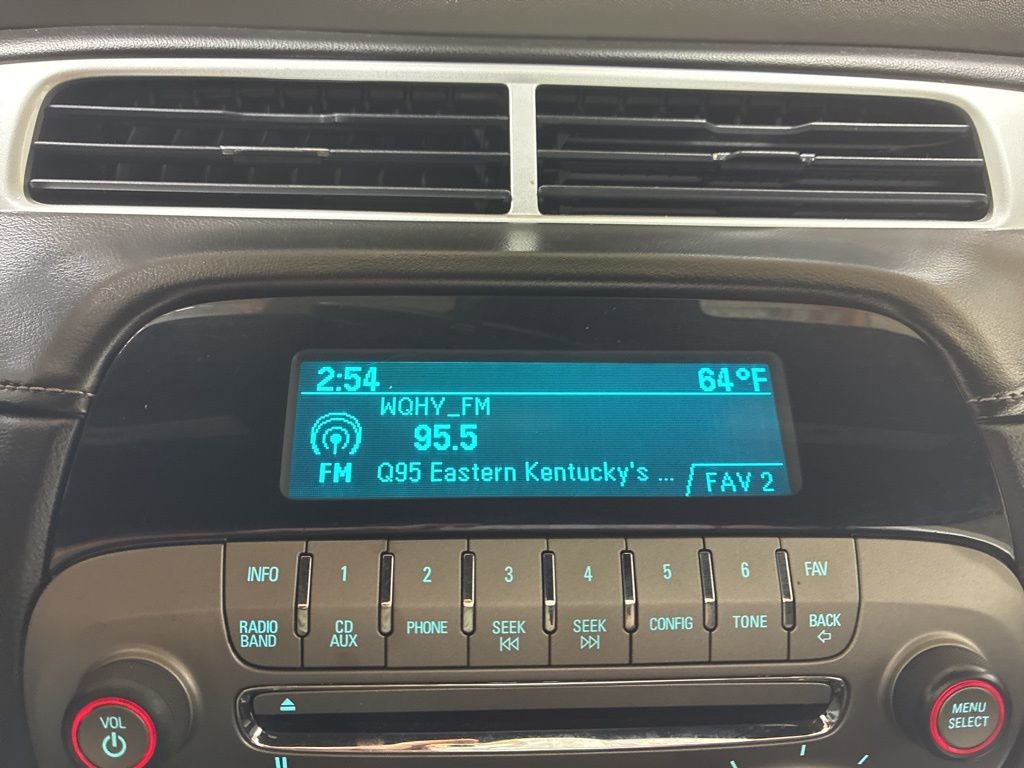 2:54 64°F
WQHY_FM
95.5
FM Q95 Eastern Kentucky's ... FAV 2
INFO 1 2 3 4 5 6 FAV
RADIO BAND CD AUX PHONE SEEK SEEK CONFIG TONE BACK
VOL
MENU
SELECT